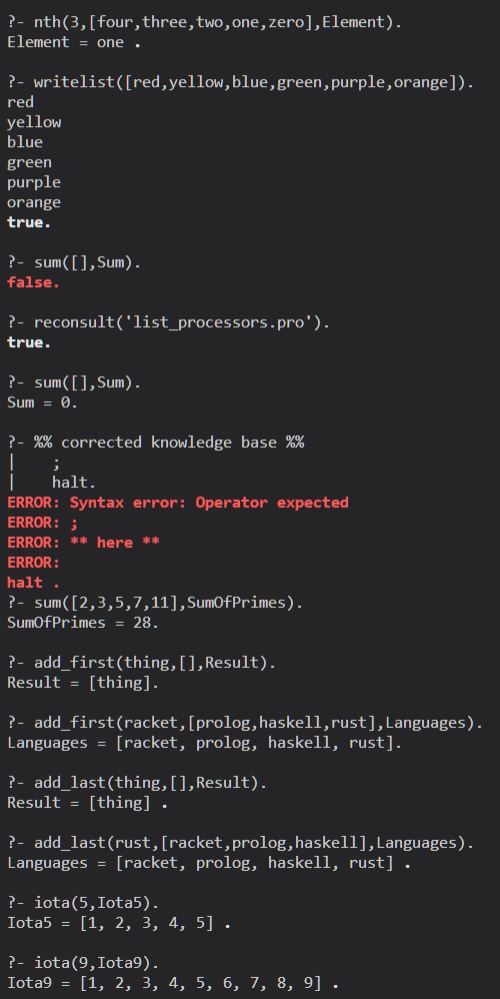 ?- nth(3,[four,three,two,one,zero],Element).
Element = one .
?- writelist([red,yellow,blue,green,purple,orange]).
red
yellow
blue
green
purple
orange
true.
?- sum([],Sum).
false.
?- reconsult('list_processors.pro').
true.
?- sum([],Sum).
Sum = 0.
?- %% corrected knowledge base %%
|    ;
|    halt.
ERROR: Syntax error: Operator expected
ERROR: ;
ERROR: ** here **
ERROR:
halt .
?- sum([2,3,5,7,11],SumOfPrimes).
SumOfPrimes = 28.
?- add_first(thing,[],Result).
Result = [thing].
?- add_first(racket,[prolog,haskell,rust],Languages).
Languages = [racket, prolog, haskell, rust].
?- add_last(thing,[],Result).
Result = [thing] .
?- add_last(rust,[racket,prolog,haskell],Languages).
Languages = [racket, prolog, haskell, rust] .
?- iota(5,Iota5).
Iota5 = [1, 2, 3, 4, 5] .
?- iota(9,Iota9).
Iota9 = [1, 2, 3, 4, 5, 6, 7, 8, 9] .